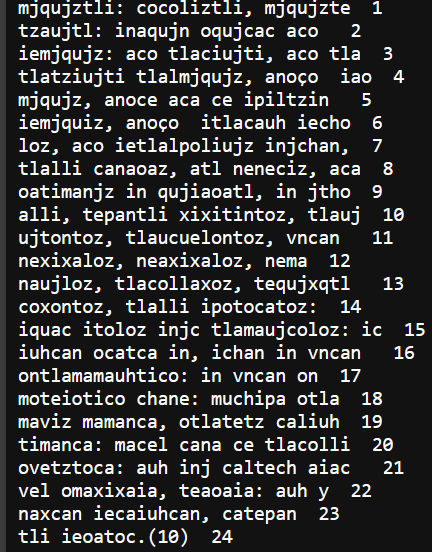 mjqujztli: cocoliztli, mjqujzte 1
tzaujtl: inaqujn oqujcac aco 2
iemjqujz: aco tlaciujti, aco tla 3
tlatziujti tlalmjqujz, anoço iao 4
mjqujz, anoce aca ce ipiltzin 5
iemjquiz, anoço itlacauh iecho 6
loz, aco ietlalpoliujz injchan, 7
tlalli canaoaz, atl neneciz, aca 8
oatimanjz in qujiaoatl, in jtho 9
alli, tepantli xixitintoz, tlauj 10
ujtontoz, tlaucuelontoz, vncan 11
nexixaloz, neaxixaloz, nema 12
naujloz, tlacollaxoz, tequjxqtl 13
coxontoz, tlalli ipotocatoz: 14
iquac itoloz injc tlamaujcoloz: ic 15
iuhcan ocatca in, ichan in vncan 16
ontlamamauhtico: in vncan on 17
moteiotico chane: muchipa otla 18
maviz mamanca, otlatetz caliuh 19
timanca: macel cana ce tlacolli 20
ovetztoca: auh inj caltech aiac 21
vel omaxixaia, teaoaia: auh y 22
naxcan iecaiuhcan, catepan 23
tli ieoatoc.(10) 24